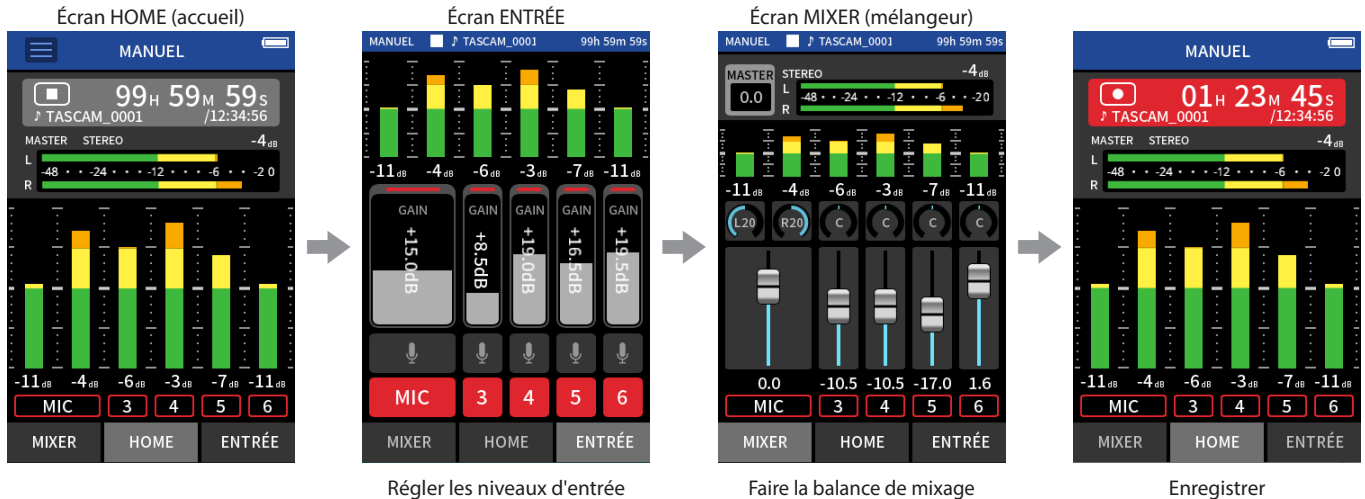 Écran HOME (accueil)
MANUEL
99H 59M 59S
♪ TASCAM_0001 /12:34:56
MASTER STEREO -4dB
L
-48 · · -24 · · · -12 · · · -6 · · -2 0
R
-11dB -4dB -6dB -3dB -7dB -11dB
MIC 3 4 5 6
MIXER HOME ENTRÉE
Écran ENTRÉE
MANUEL ♪ TASCAM_0001 99h 59m 59s
-11dB -4dB -6dB -3dB -7dB -11dB
GAIN GAIN GAIN GAIN GAIN
+15.0dB +8.5dB +19.0dB +16.5dB +19.5dB
MIC 3 4 5 6
MIXER HOME ENTRÉE
Régler les niveaux d'entrée
Écran MIXER (mélangeur)
MANUEL ♪ TASCAM_0001 99h 59m 59s
MASTER STEREO -4dB
0.0
L
-48 · · -24 · · · -12 · · · -6 · · -20
R
-11dB -4dB -6dB -3dB -7dB -11dB
L20 R20 C C C C
0.0 -10.5 -10.5 -17.0 1.6
MIC 3 4 5 6
MIXER HOME ENTRÉE
Faire la balance de mixage
MANUEL
01H 23M 45S
♪ TASCAM_0001 /12:34:56
MASTER STEREO -4dB
L
-48 · · -24 · · · -12 · · · -6 · · -2 0
R
-11dB -4dB -6dB -3dB -7dB -11dB
MIC 3 4 5 6
MIXER HOME ENTRÉE
Enregistrer